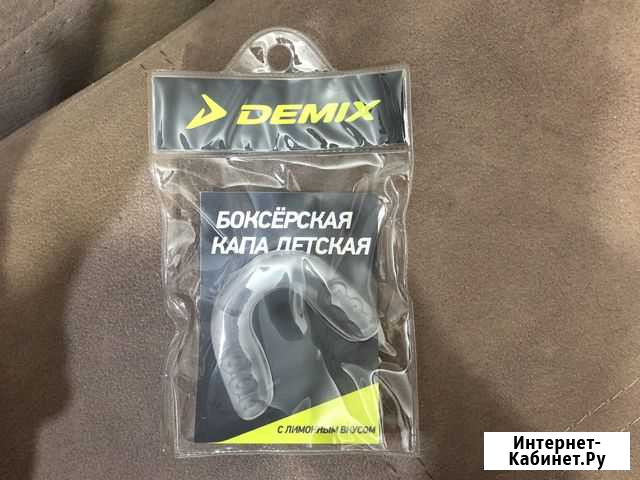 DEMIX
БОКСЁРСКАЯ
КАПА ДЕТСКАЯ
С ЛИМОННЫМ ВКУСОМ
Интернет-
Кабинет.Ру